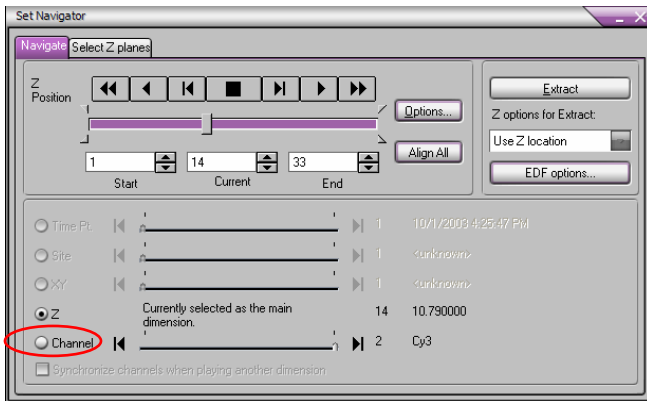 Set Navigator
Navigate Select Z planes
Z
Position
Options...
Align All
1 14 33
Start Current End
Extract
Z options for Extract:
Use Z location
EDF options...
Time Pt. 1 10/1/2003 4:25:47 PM
Site 1 <unknown>
XY 1 <unknown>
Z Currently selected as the main
dimension. 14 10.790000
Channel 2 Cy3
Synchronize channels when playing another dimension